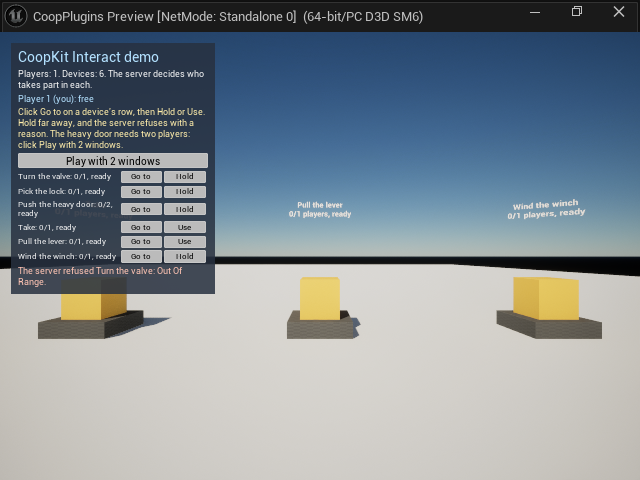 CoopPlugins Preview [NetMode: Standalone 0] (64-bit/PC D3D SM6)
CoopKit Interact demo
Players: 1. Devices: 6. The server decides who
takes part in each.
Player 1 (you): free
Click Go to on a device's row, then Hold or Use.
Hold far away, and the server refuses with a
reason. The heavy door needs two players:
click Play with 2 windows.
Play with 2 windows
Turn the valve: 0/1, ready Go to Hold
Pick the lock: 0/1, ready Go to Hold
Push the heavy door: 0/2,
ready Go to Hold
Take: 0/1, ready Go to Use
Pull the lever: 0/1, ready Go to Use
Wind the winch: 0/1, ready Go to Hold
The server refused Turn the valve: Out Of
Range.
Pull the lever
0/1 players, ready
Wind the winch
0/1 players, ready